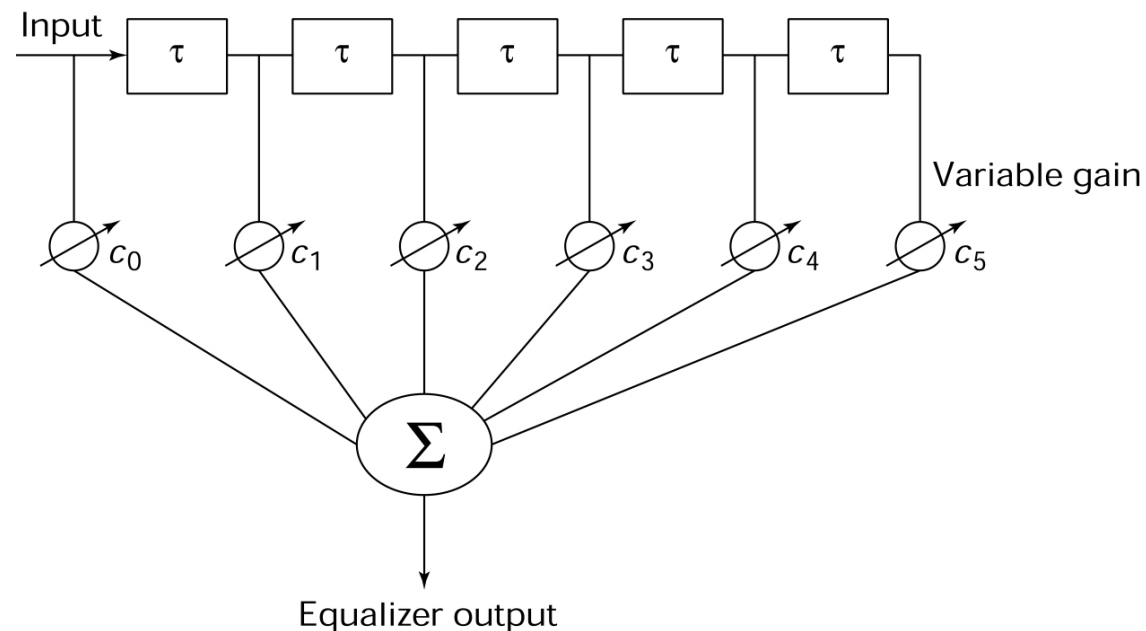 Input
τ τ τ τ τ
Variable gain
c0 c1 c2 c3 c4 c5
Σ
Equalizer output